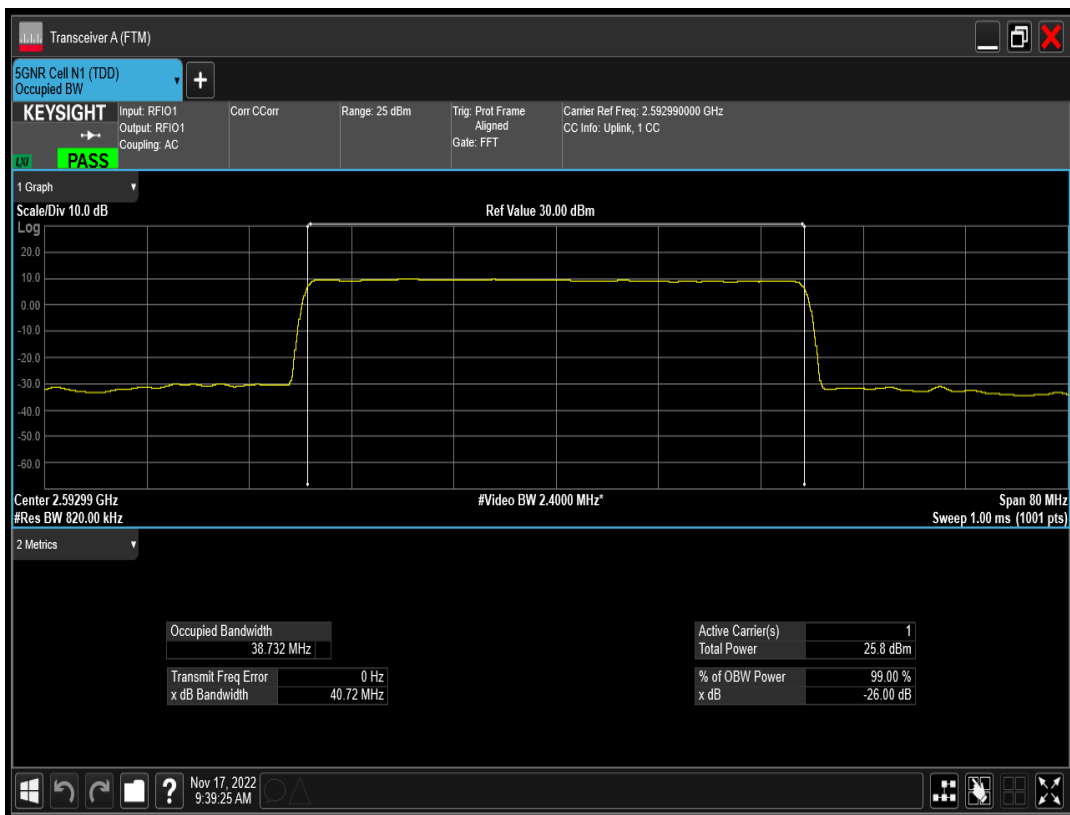 Transceiver A (FTM)
5GNR Cell N1 (TDD)
Occupied BW
+
KEYSIGHT
LXI
PASS
Input: RFIO1
Output: RFIO1
Coupling: AC
Corr CCorr
Range: 25 dBm
Trig: Prot Frame
Aligned
Gate: FFT
Carrier Ref Freq: 2.592990000 GHz
CC Info: Uplink, 1 CC
1 Graph
Scale/Div 10.0 dB
Ref Value 30.00 dBm
Log
20.0
10.0
0.00
-10.0
-20.0
-30.0
-40.0
-50.0
-60.0
Center 2.59299 GHz
#Video BW 2.4000 MHz*
Span 80 MHz
#Res BW 820.00 kHz
Sweep 1.00 ms (1001 pts)
2 Metrics
Occupied Bandwidth
38.732 MHz
Transmit Freq Error 0 Hz
x dB Bandwidth 40.72 MHz
Active Carrier(s) 1
Total Power 25.8 dBm
% of OBW Power 99.00 %
x dB -26.00 dB
?
Nov 17, 2022
9:39:25 AM